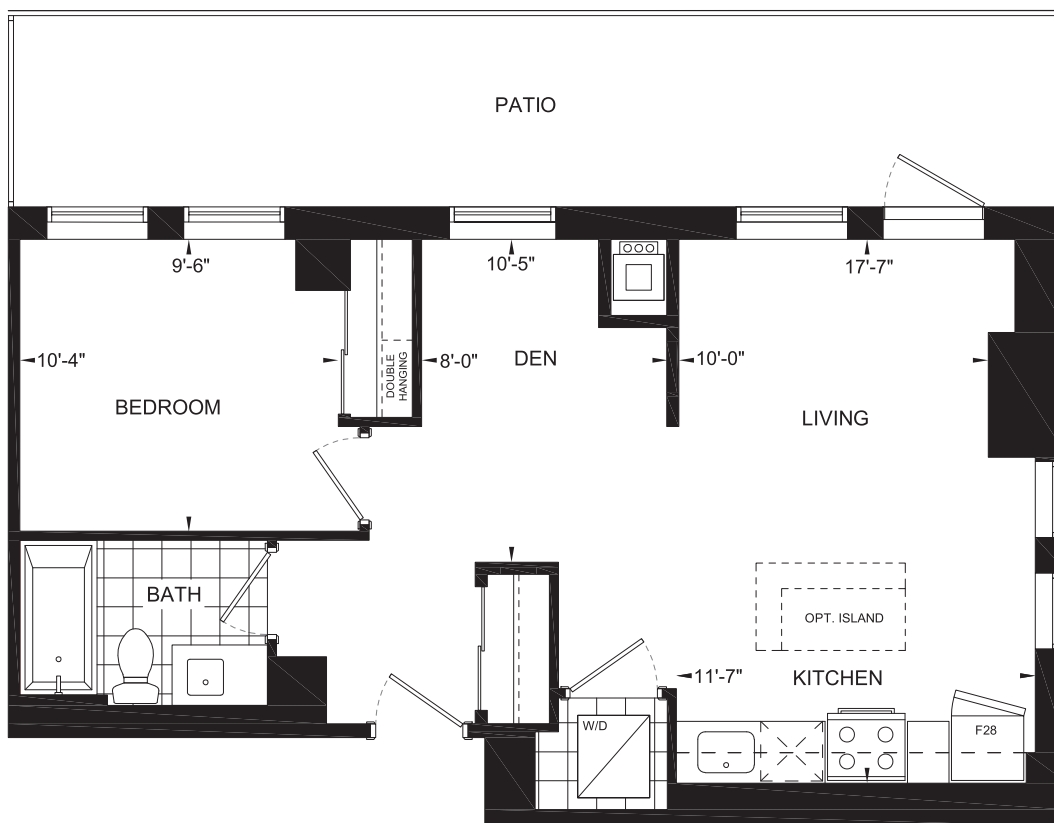 PATIO
9'-6"
10'-5"
17'-7"
10'-4"
DOUBLE
HANGING
8'-0"
DEN
10'-0"
BEDROOM
LIVING
BATH
OPT. ISLAND
11'-7"
KITCHEN
W/D
F28